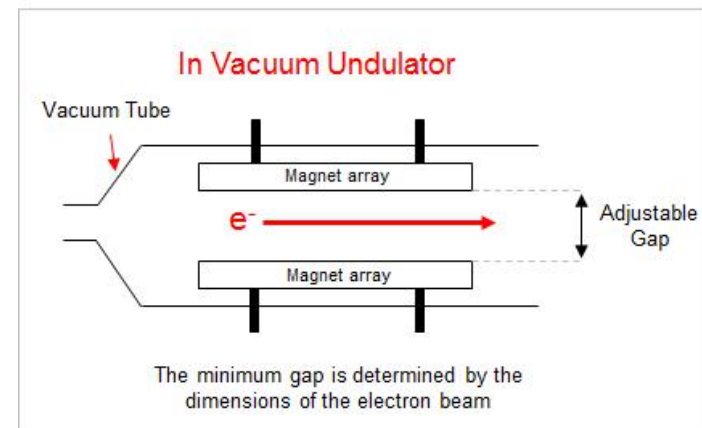 In Vacuum Undulator
Vacuum Tube
Magnet array
e-
Adjustable
Gap
Magnet array
The minimum gap is determined by the
dimensions of the electron beam